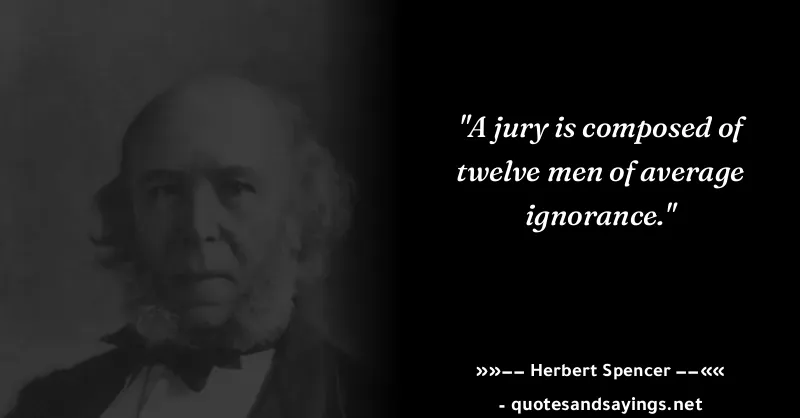 "A jury is composed of
twelve men of average
ignorance."
»»—— Herbert Spencer ——««
- quotesandsayings.net